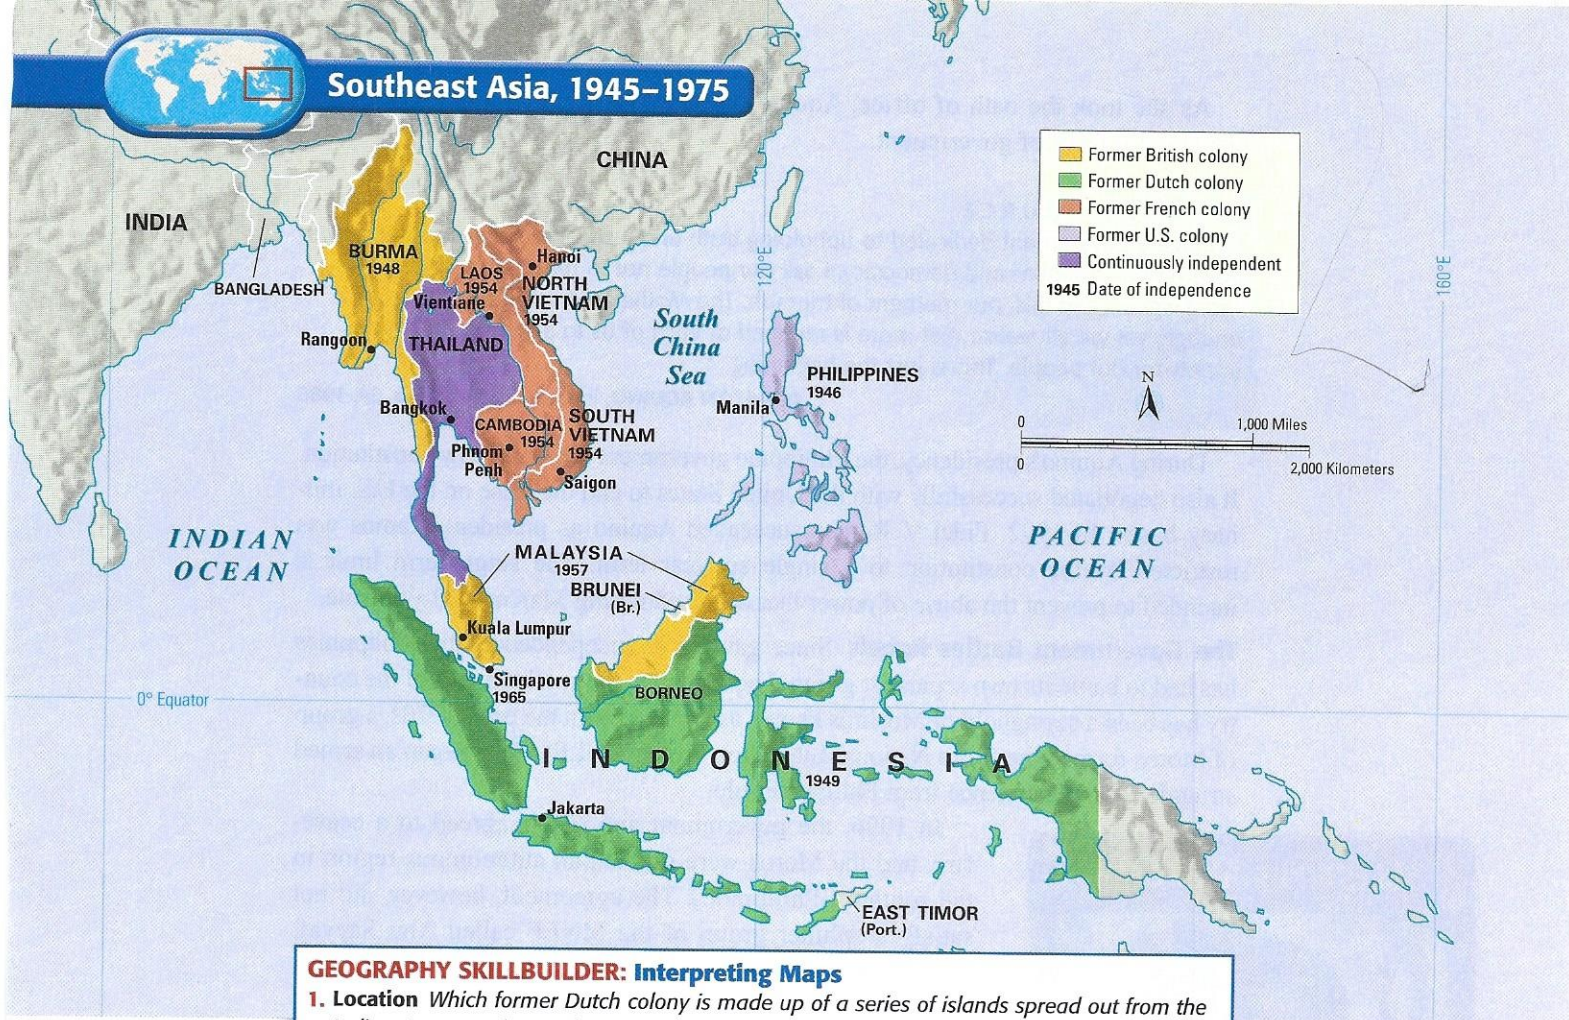 Southeast Asia, 1945–1975
CHINA
INDIA
BANGLADESH
BURMA
1948
Rangoon
LAOS
1954
Vientiane
Hanoi
NORTH
VIETNAM
1954
THAILAND
Bangkok
CAMBODIA
1954
Phnom
Penh
SOUTH
VIETNAM
1954
Saigon
South
China
Sea
PHILIPPINES
1946
Manila
120°E
160°E
Former British colony
Former Dutch colony
Former French colony
Former U.S. colony
Continuously independent
1945 Date of independence
N
0
1,000 Miles
0
2,000 Kilometers
INDIAN
OCEAN
PACIFIC
OCEAN
MALAYSIA
1957
BRUNEI
(Br.)
Kuala Lumpur
Singapore
1965
BORNEO
0° Equator
INDONESIA
1949
Jakarta
EAST TIMOR
(Port.)
GEOGRAPHY SKILLBUILDER: Interpreting Maps
1. Location Which former Dutch colony is made up of a series of islands spread out from the